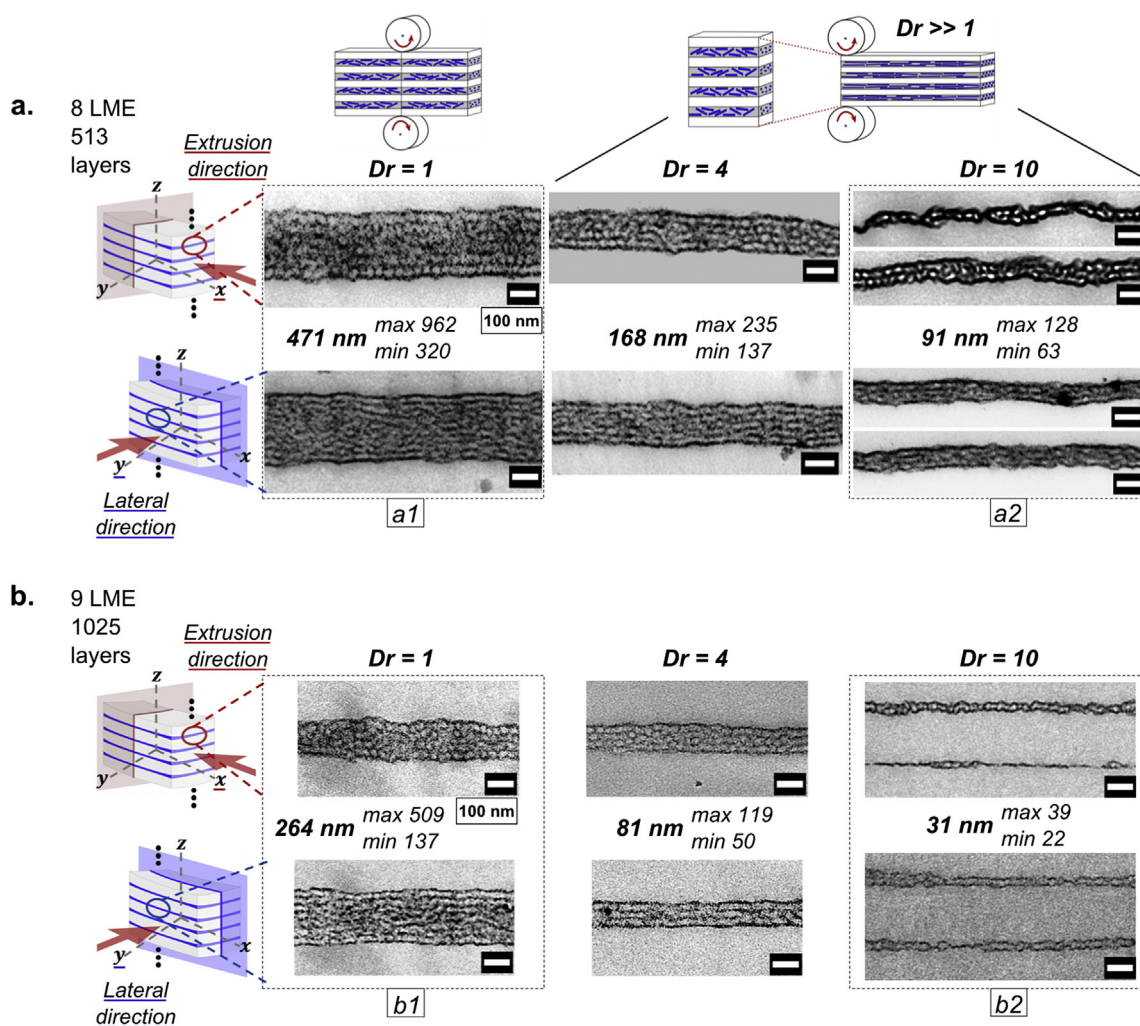 Dr >> 1
a.
8 LME
513
layers
Extrusion
direction
Dr = 1
Dr = 4
Dr = 10
z
y
x
100 nm
471 nm
max 962
min 320
168 nm
max 235
min 137
91 nm
max 128
min 63
z
y
x
Lateral
direction
a1
a2
b.
9 LME
1025
layers
Extrusion
direction
Dr = 1
Dr = 4
Dr = 10
z
y
x
100 nm
264 nm
max 509
min 137
81 nm
max 119
min 50
31 nm
max 39
min 22
z
y
x
Lateral
direction
b1
b2